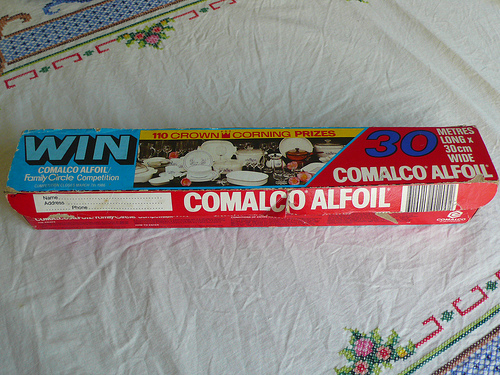 WIN
COMALCO ALFOIL
Family Circle Competition
110 CROWN CORNING PRIZES
30
METRES
LONG x
30cm
WIDE
COMALCO ALFOIL
Name
Address
Phone
COMALCO ALFOIL
COMALCO